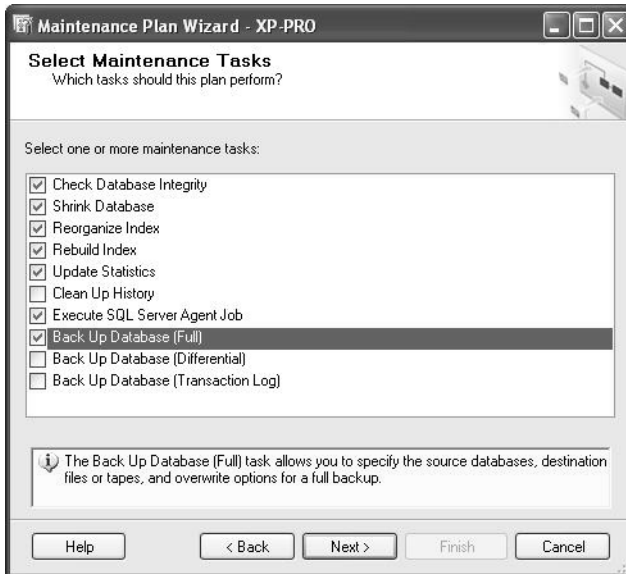 Maintenance Plan Wizard - XP-PRO
Select Maintenance Tasks
Which tasks should this plan perform?
Select one or more maintenance tasks:
Check Database Integrity
Shrink Database
Reorganize Index
Rebuild Index
Update Statistics
Clean Up History
Execute SQL Server Agent Job
Back Up Database (Full)
Back Up Database (Differential)
Back Up Database (Transaction Log)
The Back Up Database (Full) task allows you to specify the source databases, destination
files or tapes, and overwrite options for a full backup.
Help
< Back
Next >
Finish
Cancel